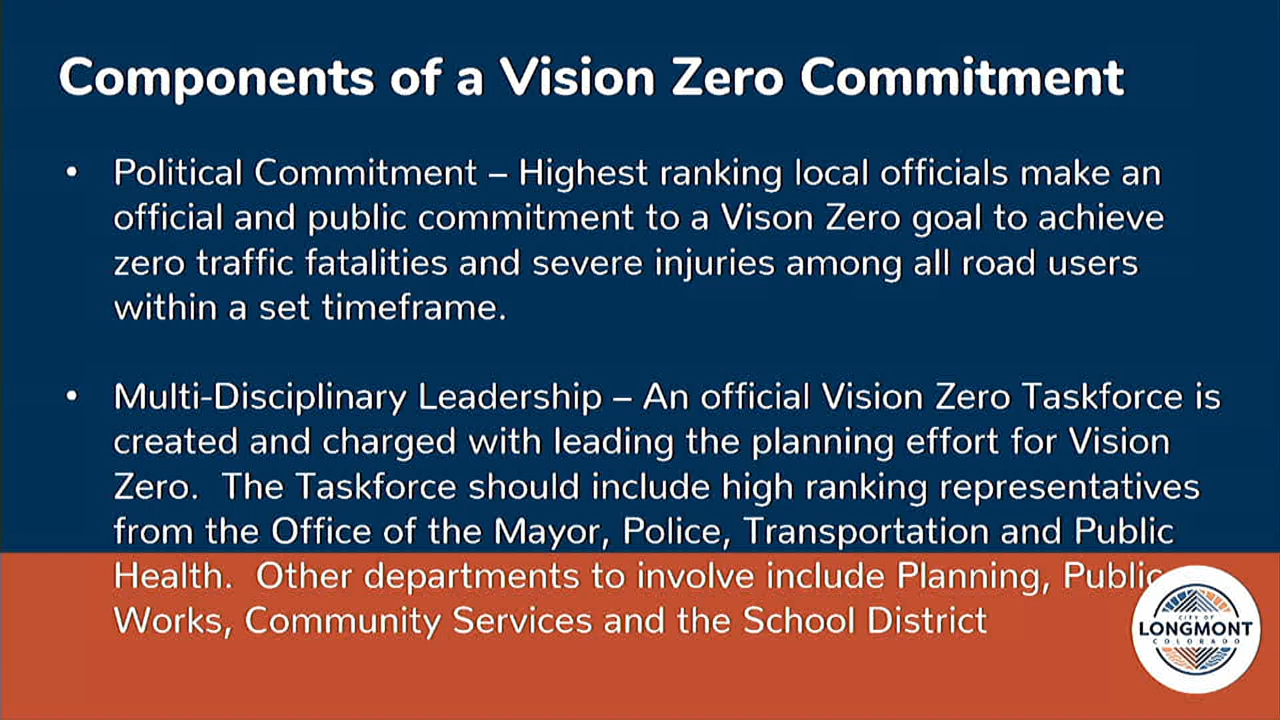 Components of a Vision Zero Commitment
• Political Commitment – Highest ranking local officials make an
official and public commitment to a Vison Zero goal to achieve
zero traffic fatalities and severe injuries among all road users
within a set timeframe.
• Multi-Disciplinary Leadership – An official Vision Zero Taskforce is
created and charged with leading the planning effort for Vision
Zero.  The Taskforce should include high ranking representatives
from the Office of the Mayor, Police, Transportation and Public
Health.  Other departments to involve include Planning, Public
Works, Community Services and the School District
CITY OF
LONGMONT
COLORADO